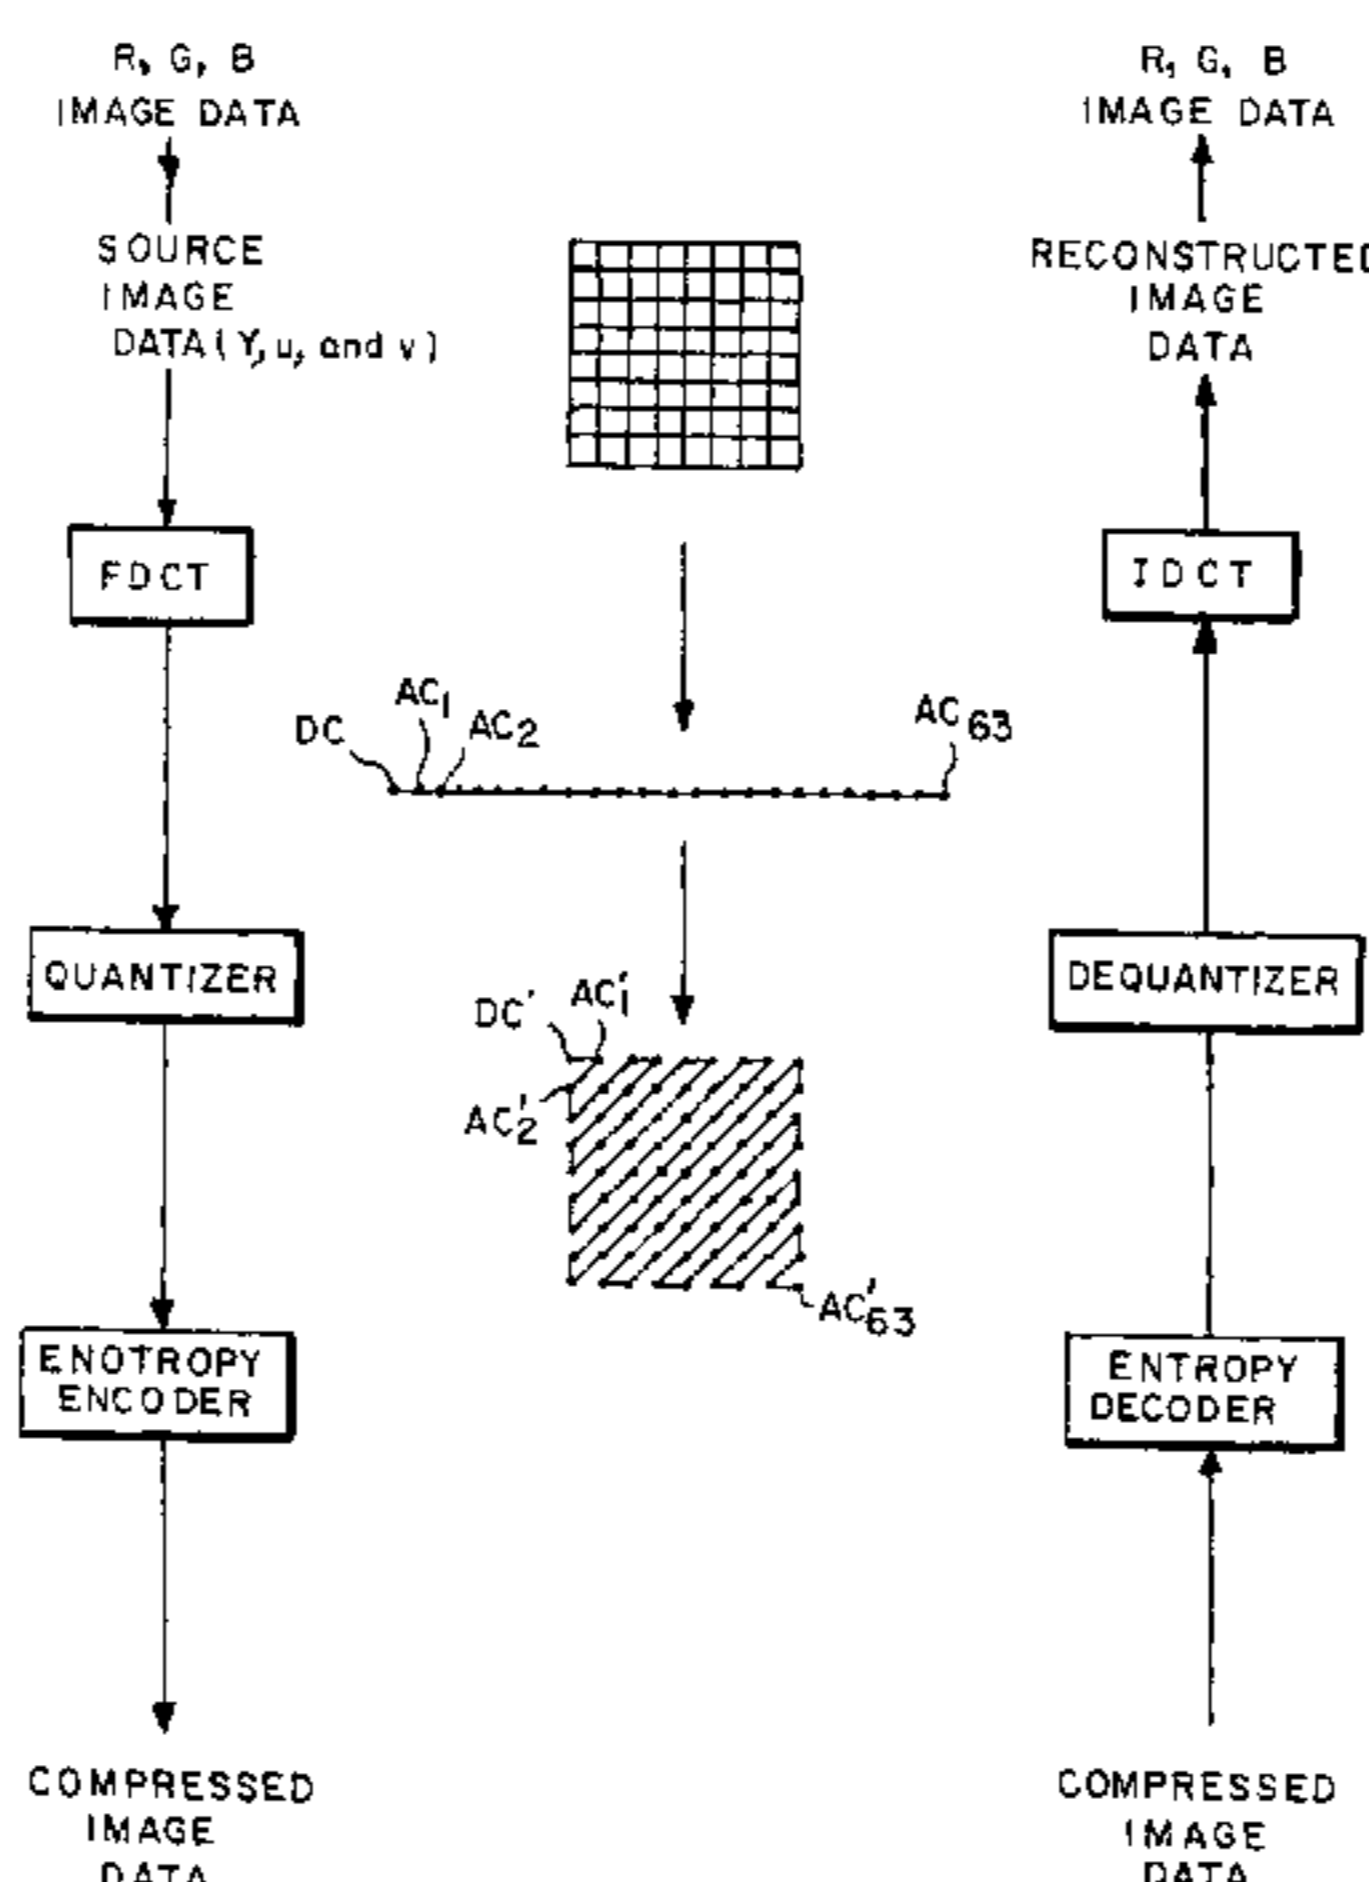 R, G, B
IMAGE DATA
SOURCE
IMAGE
DATA (Y, u, and v)
FDCT
QUANTIZER
ENOTROPY
ENCODER
COMPRESSED
IMAGE
DATA
DC
AC1
AC2
AC63
DC'
AC1'
AC2'
AC63'
R, G, B
IMAGE DATA
RECONSTRUCTED
IMAGE
DATA
IDCT
DEQUANTIZER
ENTROPY
DECODER
COMPRESSED
IMAGE
DATA